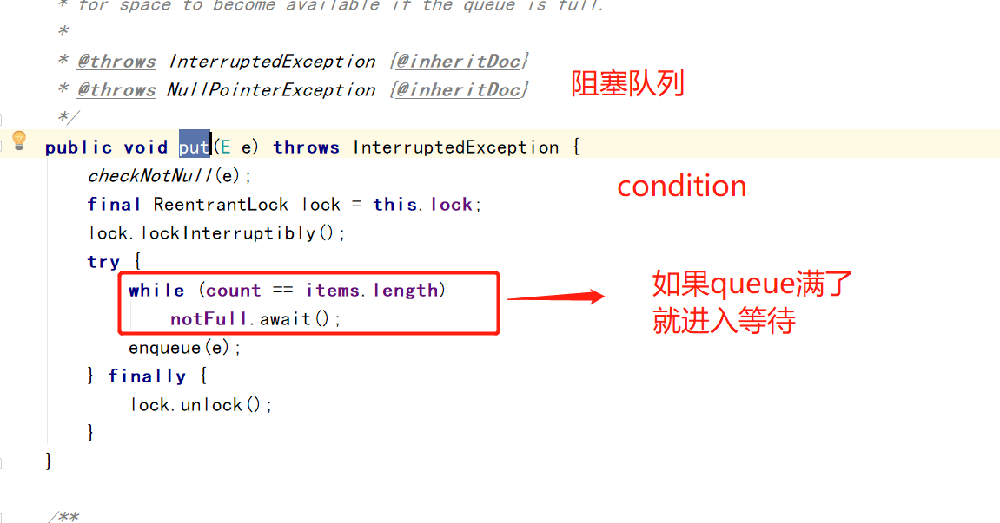 * for space to become available if the queue is full.
*
* @throws InterruptedException {@inheritDoc}
* @throws NullPointerException {@inheritDoc}
阻塞队列
*/
public void put(E e) throws InterruptedException {
checkNotNull(e);
condition
final ReentrantLock lock = this.lock;
lock.lockInterruptibly();
try {
while (count == items.length)
notFull.await();
如果queue满了
就进入等待
enqueue(e);
} finally {
lock.unlock();
}
}
/**